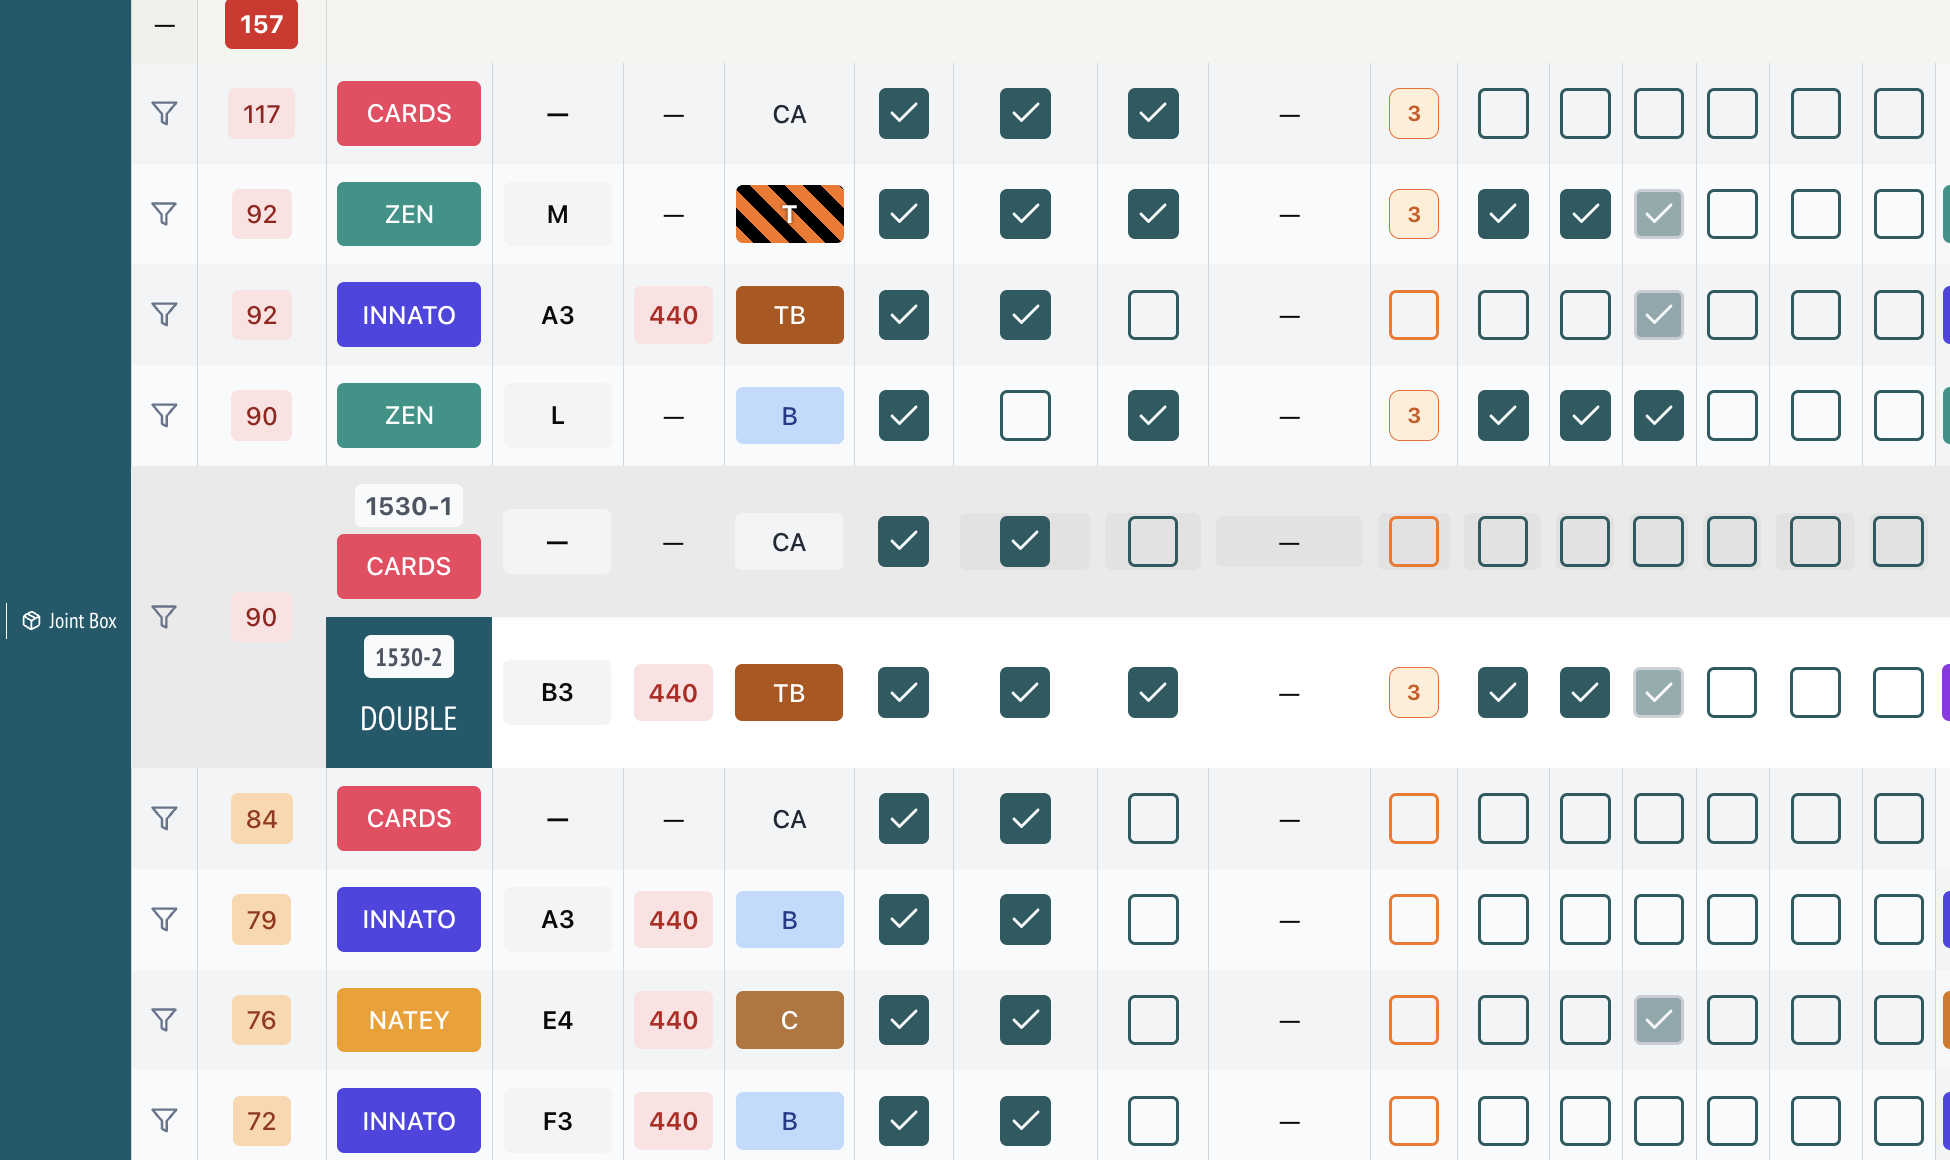 — 157
117 CARDS — — CA — 3
92 ZEN M — T — 3
92 INNATO A3 440 TB —
90 ZEN L — B — 3
1530-1
CARDS — — CA —
90
Joint Box
1530-2
DOUBLE B3 440 TB — 3
84 CARDS — — CA —
79 INNATO A3 440 B —
76 NATEY E4 440 C —
72 INNATO F3 440 B —